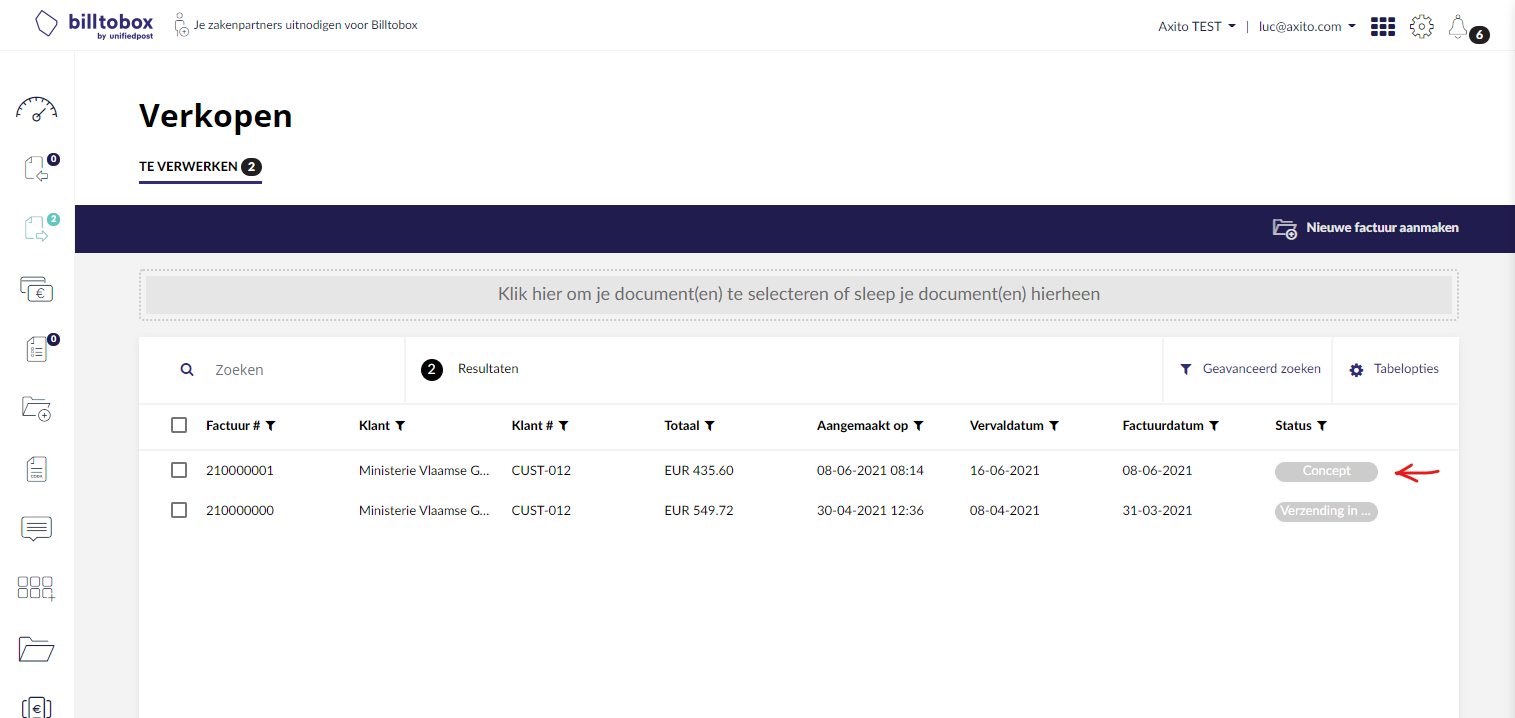 billtobox
by unifiedpost
Je zakenpartners uitnodigen voor Billtobox
Axito TEST | luc@axito.com
6
Verkopen
0
TE VERWERKEN 2
2
Nieuwe factuur aanmaken
Klik hier om je document(en) te selecteren of sleep je document(en) hierheen
€
0
Zoeken 2 Resultaten Geavanceerd zoeken Tabelopties
Factuur # Klant Klant # Totaal Aangemaakt op Vervaldatum Factuurdatum Status
210000001 Ministerie Vlaamse G... CUST-012 EUR 435.60 08-06-2021 08:14 16-06-2021 08-06-2021 Concept
CODA
210000000 Ministerie Vlaamse G... CUST-012 EUR 549.72 30-04-2021 12:36 08-04-2021 31-03-2021 Verzending in ...
€